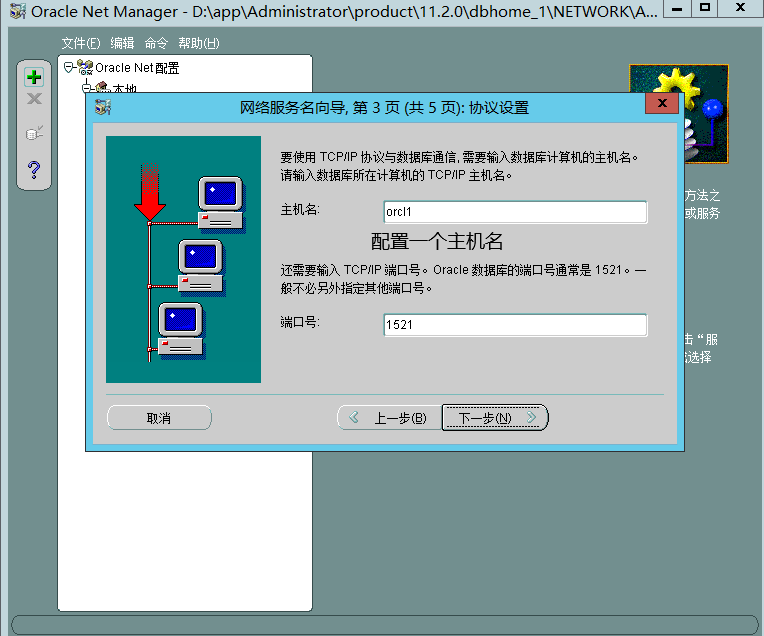 Oracle Net Manager - D:\app\Administrator\product\11.2.0\dbhome_1\NETWORK\A...
文件(F) 编辑 命令 帮助(H)
Oracle Net配置
本地
网络服务名向导, 第 3 页 (共 5 页): 协议设置
要使用 TCP/IP 协议与数据库通信, 需要输入数据库计算机的主机名。
请输入数据库所在计算机的 TCP/IP 主机名。
主机名:
orcl1
配置一个主机名
还需要输入 TCP/IP 端口号。Oracle 数据库的端口号通常是 1521。一
般不必另外指定其他端口号。
端口号:
1521
取消
上一步(B)
下一步(N)
方法之
或服务
击“服
选择